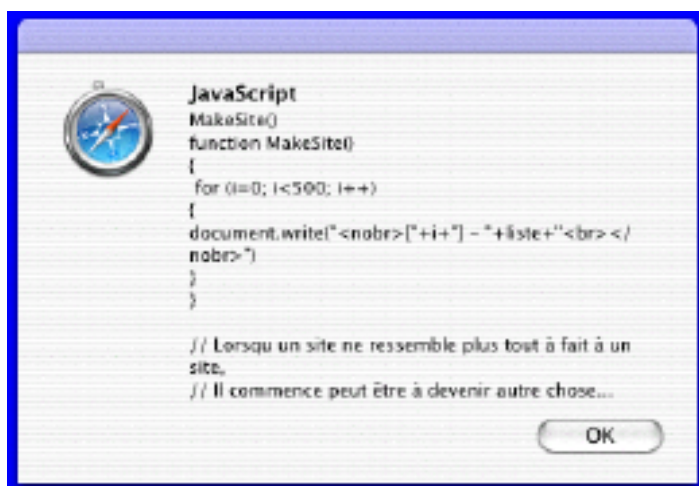 JavaScript
MakeSite()
function MakeSite()
{
for (i=0; i<500; i++)
{
document.write("<nobr>["+i+"] - "+liste+"<br></
nobr>")
}
}
// Lorsqu un site ne ressemble plus tout à fait à un
site,
// Il commence peut être à devenir autre chose...
OK